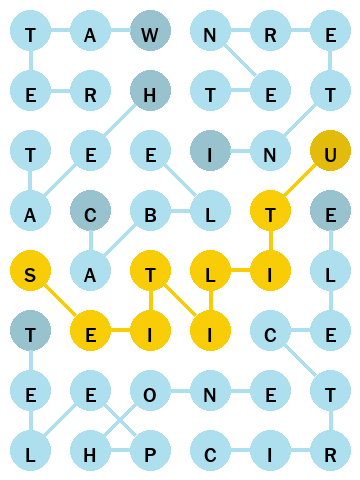 T A W N R E
E R H T E T
T E E I N U
A C B L T E
S A T L I L
T E I I C E
E E O N E T
L H P C I R